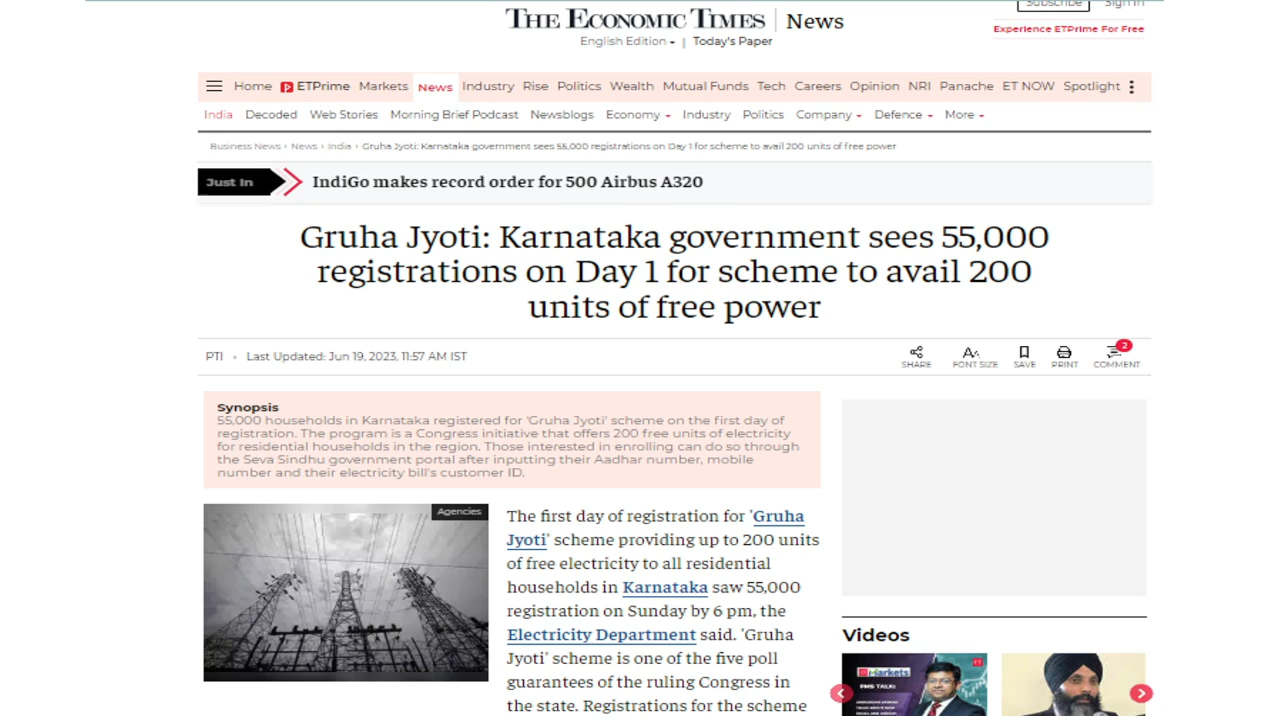 Subscribe
Sign In
THE ECONOMIC TIMES | News
English Edition | Today's Paper
Experience ETPrime For Free
Home ETPrime Markets News Industry Rise Politics Wealth Mutual Funds Tech Careers Opinion NRI Panache ET NOW Spotlight
India Decoded Web Stories Morning Brief Podcast Newsblogs Economy Industry Politics Company Defence More
Business News › News › India › Gruha Jyoti: Karnataka government sees 55,000 registrations on Day 1 for scheme to avail 200 units of free power
Just In
IndiGo makes record order for 500 Airbus A320
Gruha Jyoti: Karnataka government sees 55,000
registrations on Day 1 for scheme to avail 200
units of free power
PTI • Last Updated: Jun 19, 2023, 11:57 AM IST
SHARE FONT SIZE SAVE PRINT COMMENT
2
Synopsis
55,000 households in Karnataka registered for 'Gruha Jyoti' scheme on the first day of
registration. The program is a Congress initiative that offers 200 free units of electricity
for residential households in the region. Those interested in enrolling can do so through
the Seva Sindhu government portal after inputting their Aadhar number, mobile
number and their electricity bill's customer ID.
Agencies
The first day of registration for 'Gruha
Jyoti' scheme providing up to 200 units
of free electricity to all residential
households in Karnataka saw 55,000
registration on Sunday by 6 pm, the
Electricity Department said. 'Gruha
Jyoti' scheme is one of the five poll
guarantees of the ruling Congress in
the state. Registrations for the scheme
Videos
Markets
PMS TALK: